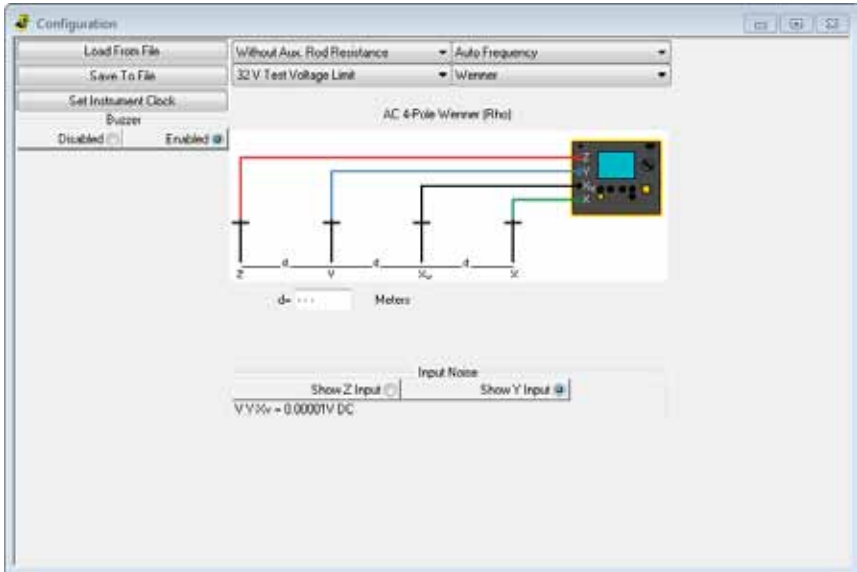 Configuration
Load From File
Save To File
Set Instrument Clock
Buzzer
Disabled Enabled
Without Aux. Rod Resistance Auto Frequency
32 V Test Voltage Limit Wenner
AC 4-Pole Wenner (Rho)
Z
Y
Xv
X
d d d
Z Y Xv X
d= --- Meters
Input Noise
Show Z Input Show Y Input
V Y Xv = 0.00001V DC